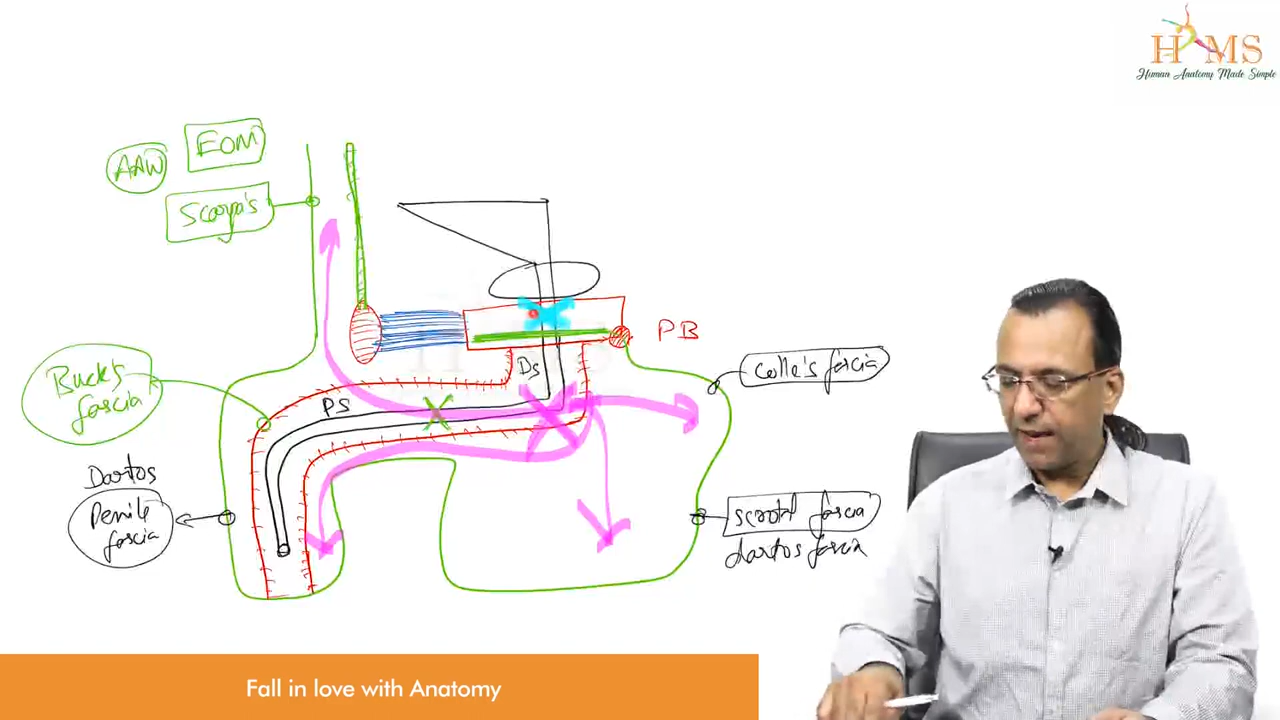 HAMS
Human Anatomy Made Simple
AAW
EOM
Scarpa's
PB
Ds
PS
Buck's
fascia
Colle's fascia
Dartos
Penile
fascia
scrotal fascia
dartos fascia
Fall in love with Anatomy